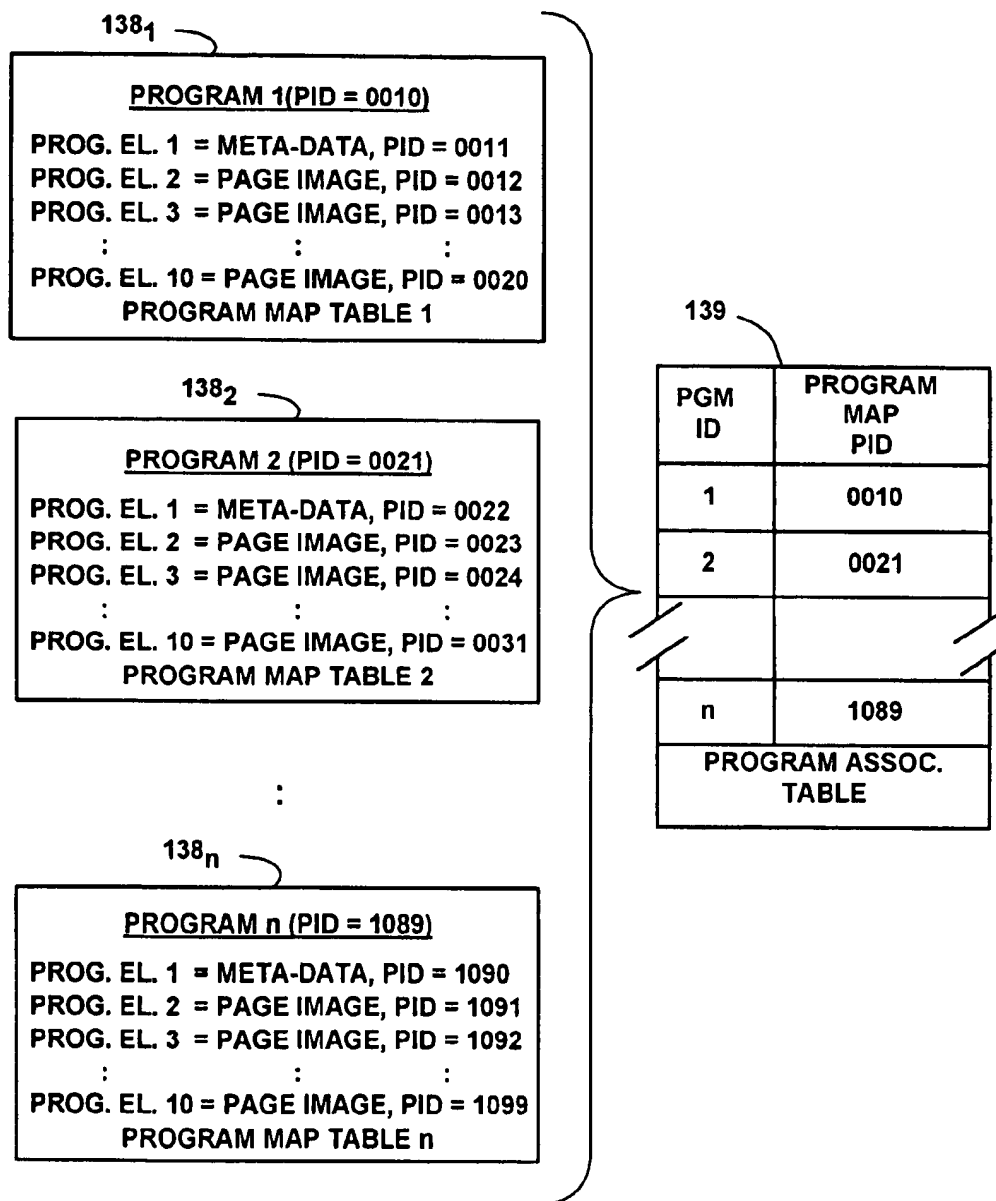 138₁
PROGRAM 1(PID = 0010)
PROG. EL. 1 = META-DATA, PID = 0011
PROG. EL. 2 = PAGE IMAGE, PID = 0012
PROG. EL. 3 = PAGE IMAGE, PID = 0013
: : :
PROG. EL. 10 = PAGE IMAGE, PID = 0020
PROGRAM MAP TABLE 1
138₂
PROGRAM 2 (PID = 0021)
PROG. EL. 1 = META-DATA, PID = 0022
PROG. EL. 2 = PAGE IMAGE, PID = 0023
PROG. EL. 3 = PAGE IMAGE, PID = 0024
: : :
PROG. EL. 10 = PAGE IMAGE, PID = 0031
PROGRAM MAP TABLE 2
:
138ₙ
PROGRAM n (PID = 1089)
PROG. EL. 1 = META-DATA, PID = 1090
PROG. EL. 2 = PAGE IMAGE, PID = 1091
PROG. EL. 3 = PAGE IMAGE, PID = 1092
: : :
PROG. EL. 10 = PAGE IMAGE, PID = 1099
PROGRAM MAP TABLE n
139
PGM
ID
PROGRAM
MAP
PID
1 0010
2 0021
n 1089
PROGRAM ASSOC.
TABLE